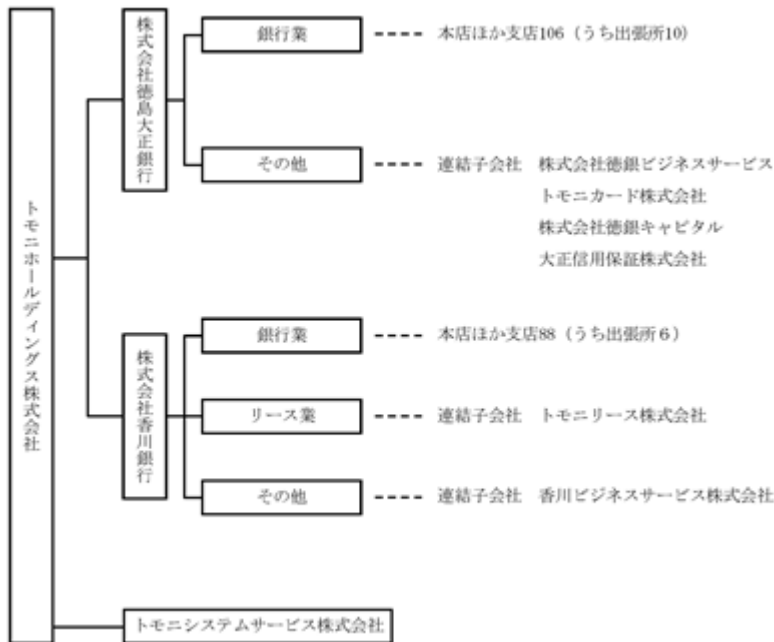 トモニホールディングス株式会社
株式会社徳島大正銀行
銀行業
本店ほか支店106（うち出張所10）
その他
連結子会社　株式会社徳銀ビジネスサービス
トモニカード株式会社
株式会社徳銀キャピタル
大正信用保証株式会社
株式会社香川銀行
銀行業
本店ほか支店88（うち出張所６）
リース業
連結子会社　トモニリース株式会社
その他
連結子会社　香川ビジネスサービス株式会社
トモニシステムサービス株式会社